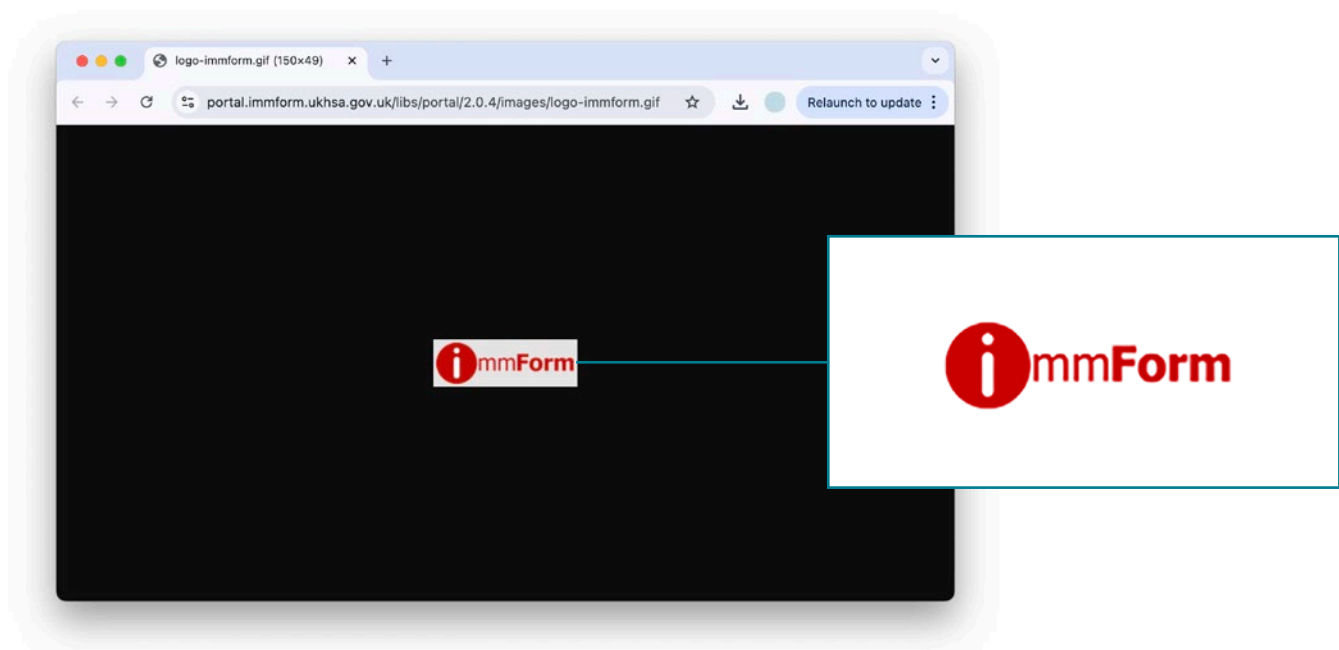 logo-immform.gif (150×49)
portal.immform.ukhsa.gov.uk/libs/portal/2.0.4/images/logo-immform.gif
Relaunch to update
immForm
immForm